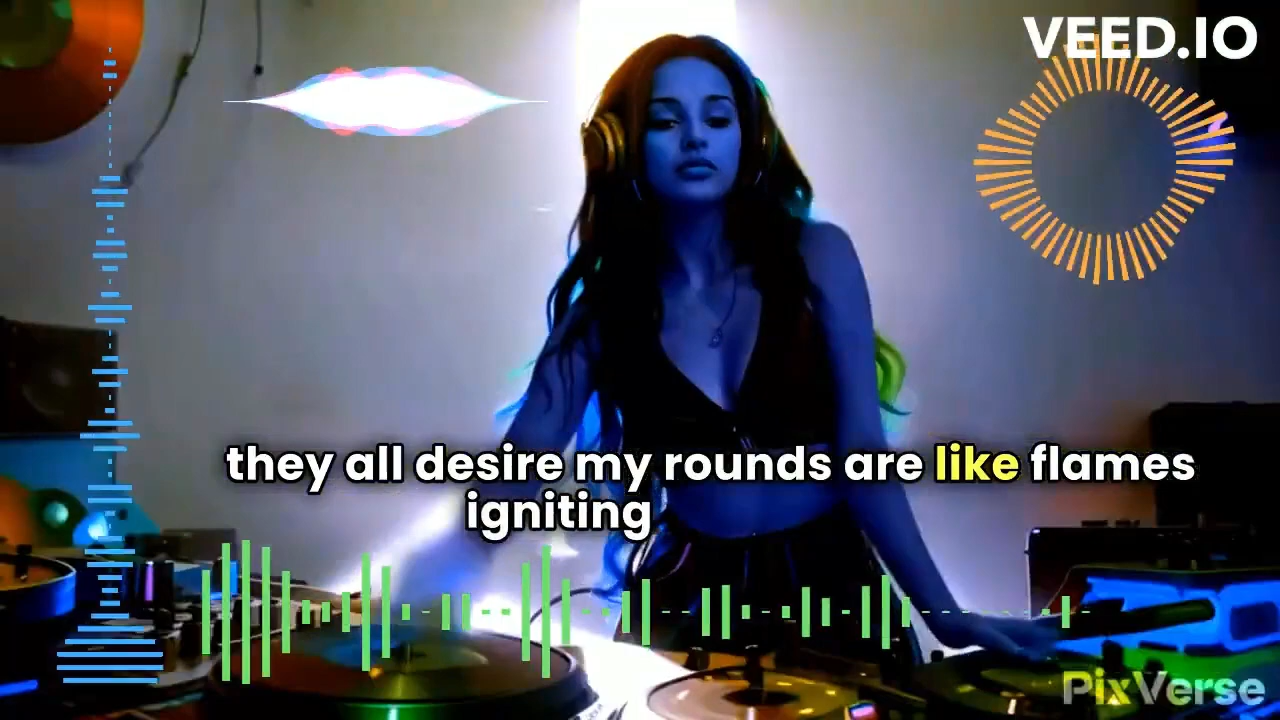 VEED.IO
they all desire my rounds are like flames
igniting
PixVerse